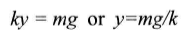 ky = mg or y=mg/k